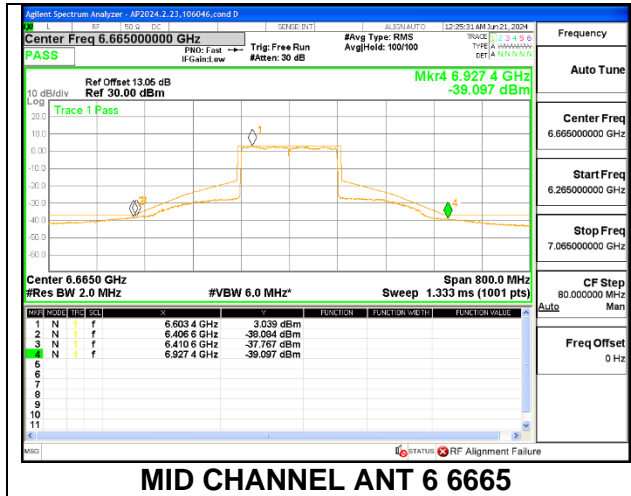 Agilent Spectrum Analyzer - AP2024.2.23,106046,cond D
L RF 50 Ω DC SENSE:INT ALIGN AUTO 12:25:31 AM Jun 21, 2024
Center Freq 6.665000000 GHz #Avg Type: RMS TRACE 1 2 3 4 5 6
PASS PNO: Fast Trig: Free Run Avg|Hold: 100/100 TYPE A
IFGain:Low #Atten: 30 dB DET A N N N N N
Frequency
Auto Tune
Center Freq
6.665000000 GHz
Start Freq
6.265000000 GHz
Stop Freq
7.065000000 GHz
CF Step
80.000000 MHz
Auto Man
Freq Offset
0 Hz
Mkr4 6.927 4 GHz
-39.097 dBm
Ref Offset 13.05 dB
10 dB/div Ref 30.00 dBm
Log
Trace 1 Pass
20.0
10.0
0.00
-10.0
-20.0
-30.0
-40.0
-50.0
-60.0
1
3
4
Center 6.6650 GHz Span 800.0 MHz
#Res BW 2.0 MHz #VBW 6.0 MHz* Sweep 1.333 ms (1001 pts)
MKR MODE TRC SCL X Y FUNCTION FUNCTION WIDTH FUNCTION VALUE
1 N 1 f 6.603 4 GHz 3.039 dBm
2 N 1 f 6.406 6 GHz -38.094 dBm
3 N 1 f 6.410 6 GHz -37.767 dBm
4 N 1 f 6.927 4 GHz -39.097 dBm
5
6
7
8
9
10
11
MSG STATUS RF Alignment Failure
MID CHANNEL ANT 6 6665